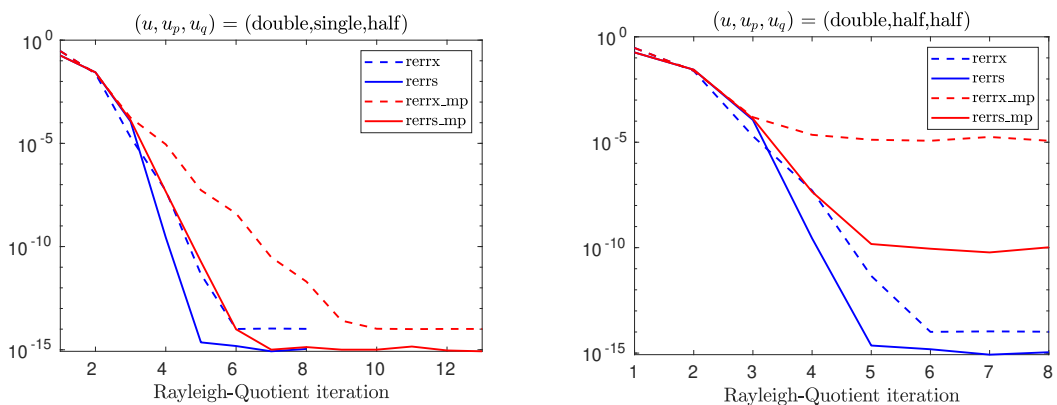 (u, u_p, u_q) = (double,single,half)
10^0
10^-5
10^-10
10^-15
rerrx
rerrs
rerrx_mp
rerrs_mp
2 4 6 8 10 12
Rayleigh-Quotient iteration
(u, u_p, u_q) = (double,half,half)
10^0
10^-5
10^-10
10^-15
rerrx
rerrs
rerrx_mp
rerrs_mp
1 2 3 4 5 6 7 8
Rayleigh-Quotient iteration